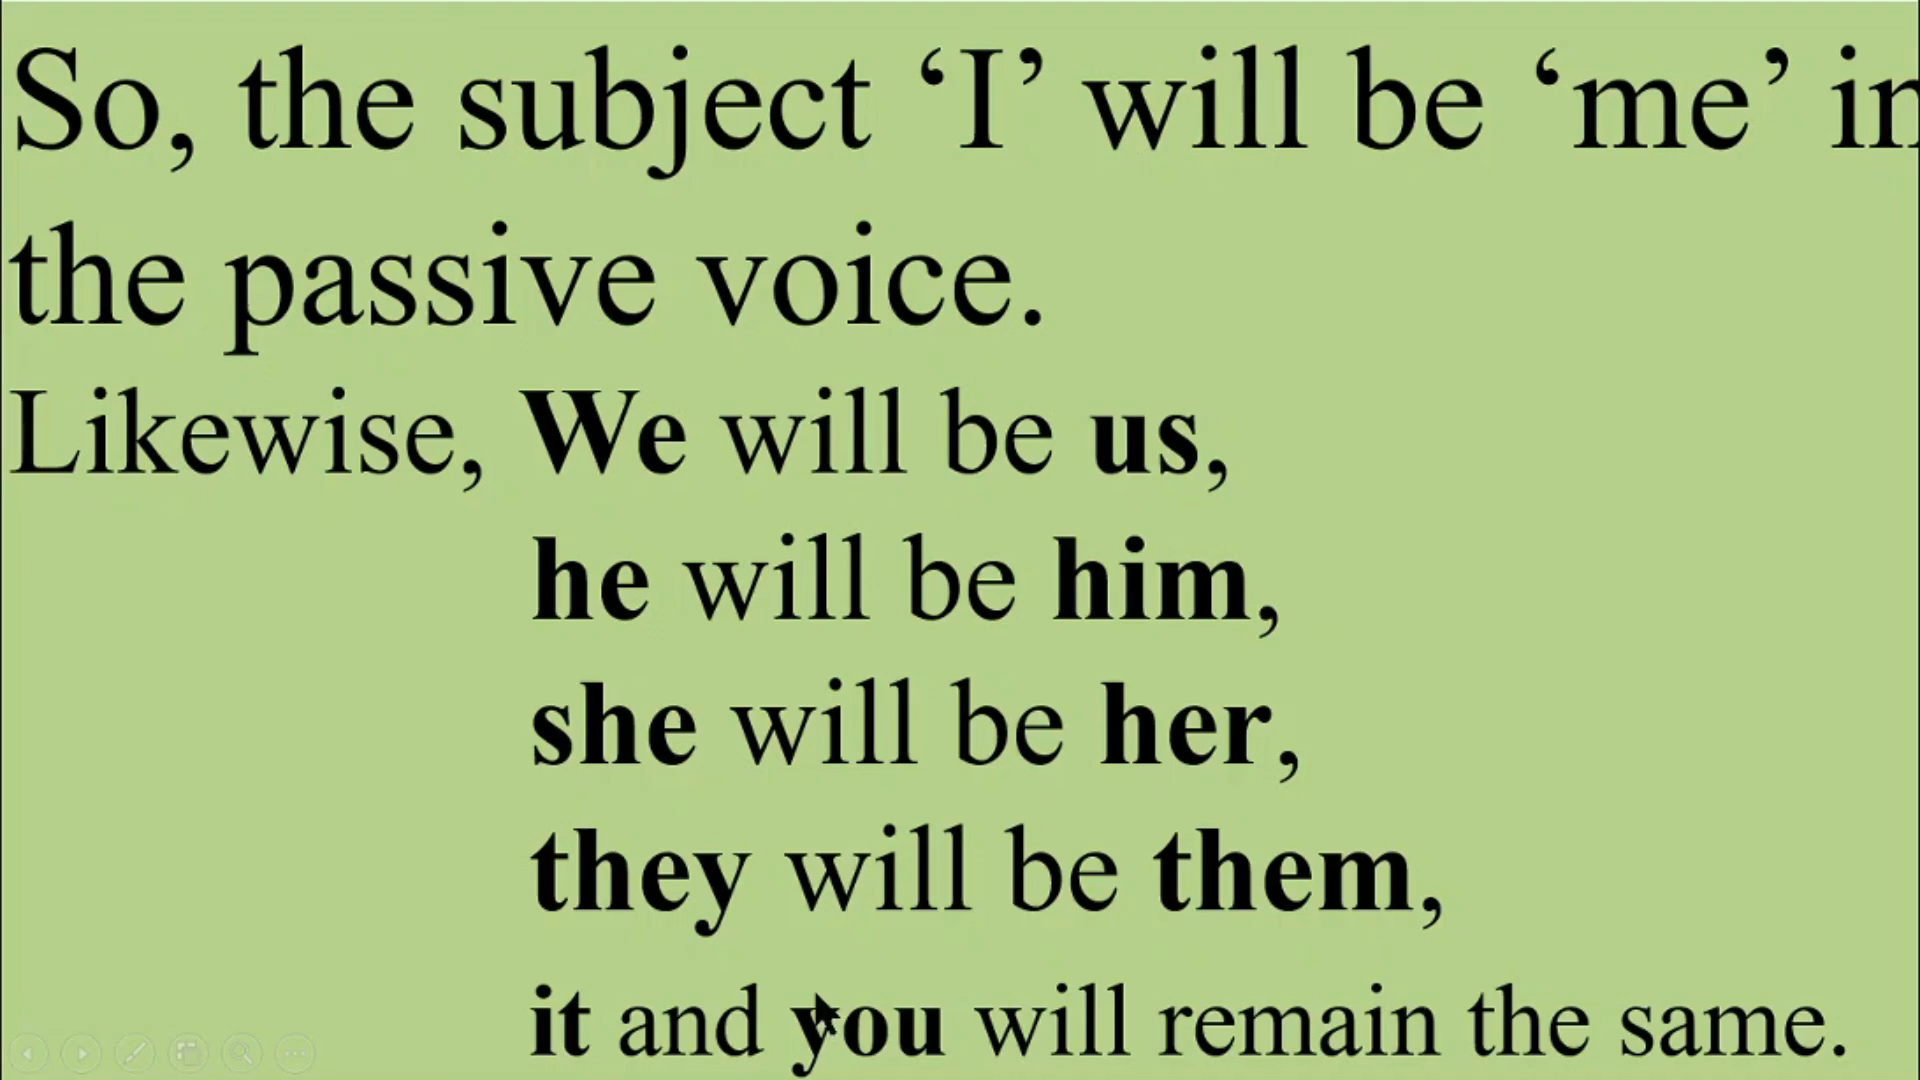 So, the subject ‘I’ will be ‘me’ in
the passive voice.
Likewise, We will be us,
he will be him,
she will be her,
they will be them,
it and you will remain the same.